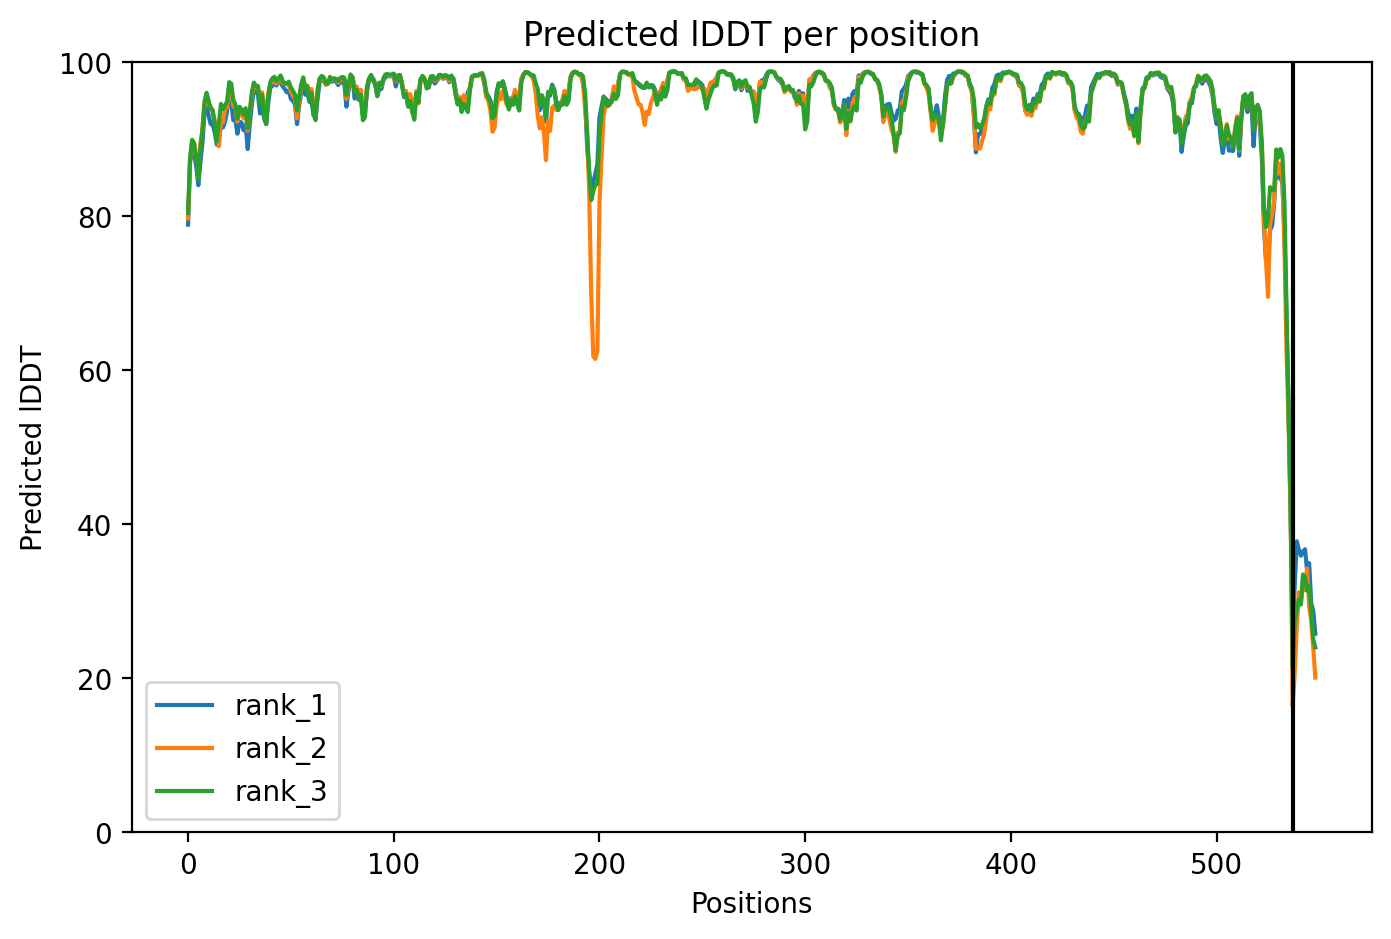 Predicted lDDT per position
100
80
60
40
20
0
Predicted lDDT
rank_1
rank_2
rank_3
0 100 200 300 400 500
Positions